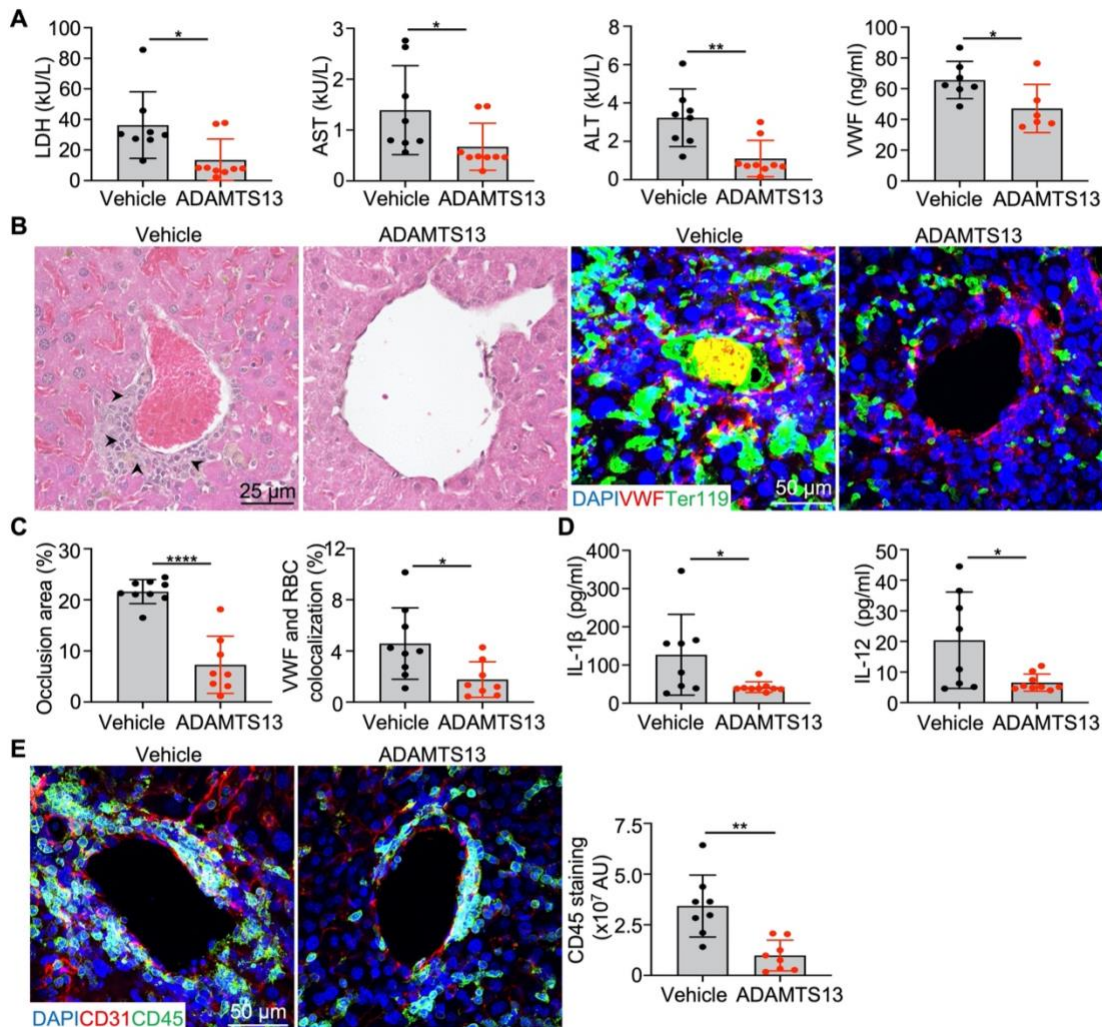 A
LDH (kU/L)
100
80
60
40
20
0
*
Vehicle ADAMTS13
AST (kU/L)
3
2
1
0
*
Vehicle ADAMTS13
ALT (kU/L)
8
6
4
2
0
**
Vehicle ADAMTS13
VWF (ng/ml)
100
80
60
40
20
0
*
Vehicle ADAMTS13
B
Vehicle
ADAMTS13
Vehicle
ADAMTS13
25 µm
DAPIVWFTer119
50 µm
C
Occlusion area (%)
30
20
10
0
****
Vehicle ADAMTS13
VWF and RBC
colocalization (%)
12
8
4
0
*
Vehicle ADAMTS13
D
IL-1β (pg/ml)
400
300
200
100
0
*
Vehicle ADAMTS13
IL-12 (pg/ml)
50
40
30
20
10
0
*
Vehicle ADAMTS13
E
Vehicle
ADAMTS13
DAPICD31CD45
50 µm
CD45 staining
(x10⁷ AU)
7.5
5.0
2.5
0
**
Vehicle ADAMTS13